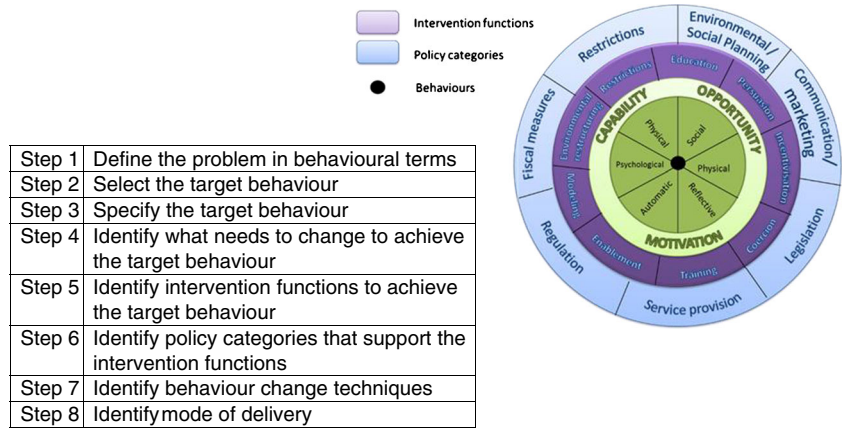 Intervention functions
Policy categories
Behaviours
Step 1 Define the problem in behavioural terms
Step 2 Select the target behaviour
Step 3 Specify the target behaviour
Step 4 Identify what needs to change to achieve
the target behaviour
Step 5 Identify intervention functions to achieve
the target behaviour
Step 6 Identify policy categories that support the
intervention functions
Step 7 Identify behaviour change techniques
Step 8 Identify mode of delivery
Restrictions
Environmental/
Social Planning
Communication/
marketing
Legislation
Service provision
Regulation
Fiscal measures
Restrictions
Education
Persuasion
Incentivisation
Coercion
Training
Enablement
Modelling
Environmental
restructuring
CAPABILITY
OPPORTUNITY
MOTIVATION
Physical
Social
Physical
Reflective
Automatic
Psychological